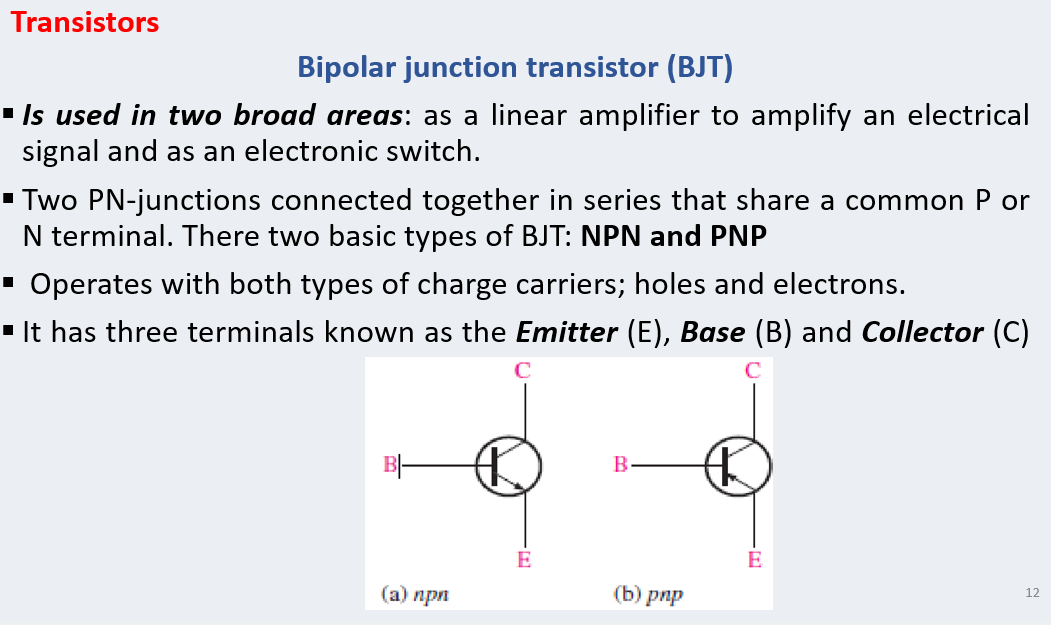 Transistors
Bipolar junction transistor (BJT)
▪ Is used in two broad areas: as a linear amplifier to amplify an electrical
signal and as an electronic switch.
▪ Two PN-junctions connected together in series that share a common P or
N terminal. There two basic types of BJT: NPN and PNP
▪ Operates with both types of charge carriers; holes and electrons.
▪ It has three terminals known as the Emitter (E), Base (B) and Collector (C)
C C
B B
E E
(a) npn (b) pnp
12